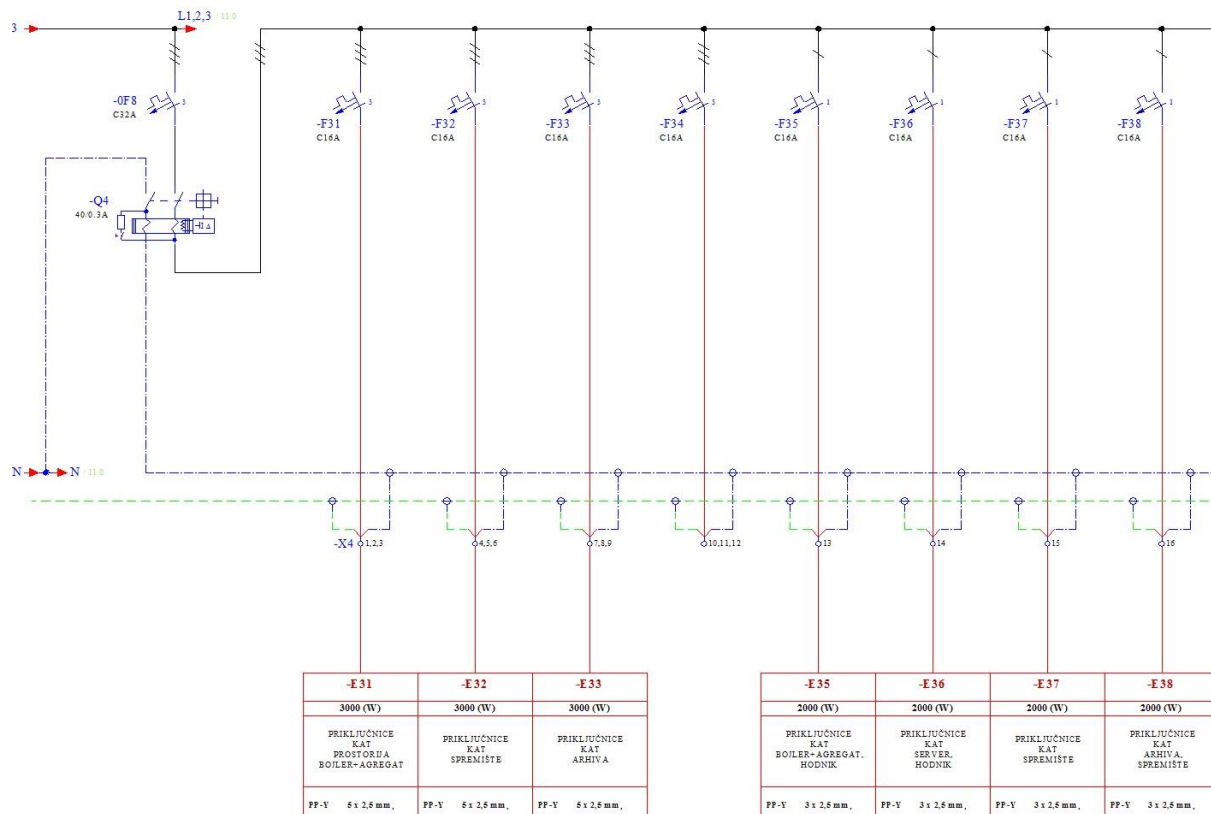 3
L1,2,3 / 11.0
-0F8
C32A
3
-F31
C16A
3
-F32
C16A
3
-F33
C16A
3
-F34
C16A
3
-F35
C16A
1
-F36
C16A
1
-F37
C16A
1
-F38
C16A
1
-Q4
40/0.3A
I Δ
N
N / 11.0
-X4
1,2,3
4,5,6
7,8,9
10,11,12
13
14
15
16
-E31
3000 (W)
PRIKLJUČNICE
KAT
PROSTORIJA
BOJLER+AGREGAT
PP-Y 5 x 2,5 mm,
-E32
3000 (W)
PRIKLJUČNICE
KAT
SPREMIŠTE
PP-Y 5 x 2,5 mm,
-E33
3000 (W)
PRIKLJUČNICE
KAT
ARHIVA
PP-Y 5 x 2,5 mm,
-E35
2000 (W)
PRIKLJUČNICE
KAT
BOJLER+AGREGAT,
HODNIK
PP-Y 3 x 2,5 mm,
-E36
2000 (W)
PRIKLJUČNICE
KAT
SERVER,
HODNIK
PP-Y 3 x 2,5 mm,
-E37
2000 (W)
PRIKLJUČNICE
KAT
SPREMIŠTE
PP-Y 3 x 2,5 mm,
-E38
2000 (W)
PRIKLJUČNICE
KAT
ARHIVA,
SPREMIŠTE
PP-Y 3 x 2,5 mm,